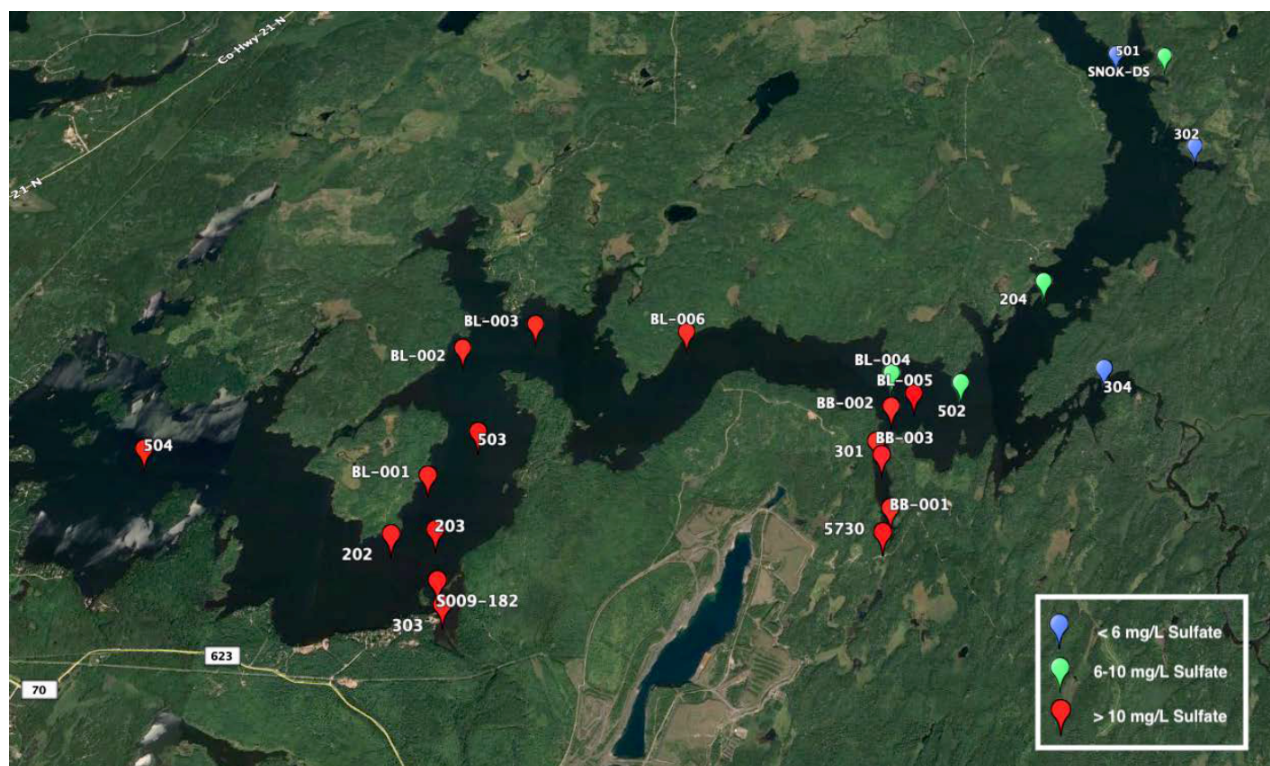 Co Hwy 21 N
501
SNOK-DS
302
21 N
204
BL-003
BL-006
BL-002
BL-004
BL-005
304
BB-002
502
503
BB-003
504
301
BL-001
BB-001
203
5730
202
S009-182
303
623
70
< 6 mg/L Sulfate
6-10 mg/L Sulfate
> 10 mg/L Sulfate